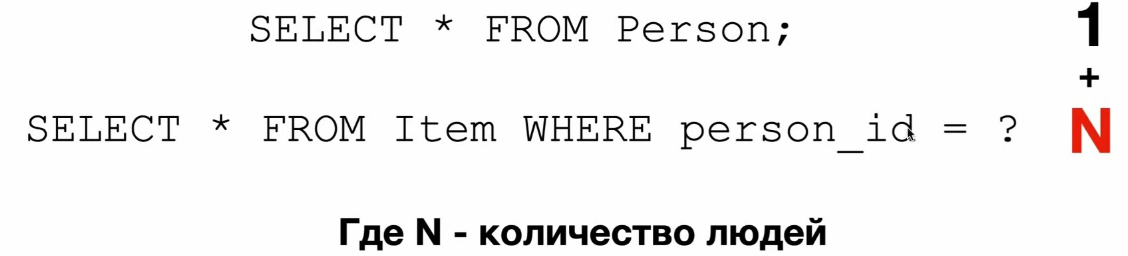 SELECT * FROM Person; 1
+
SELECT * FROM Item WHERE person_id = ? N
Где N - количество людей